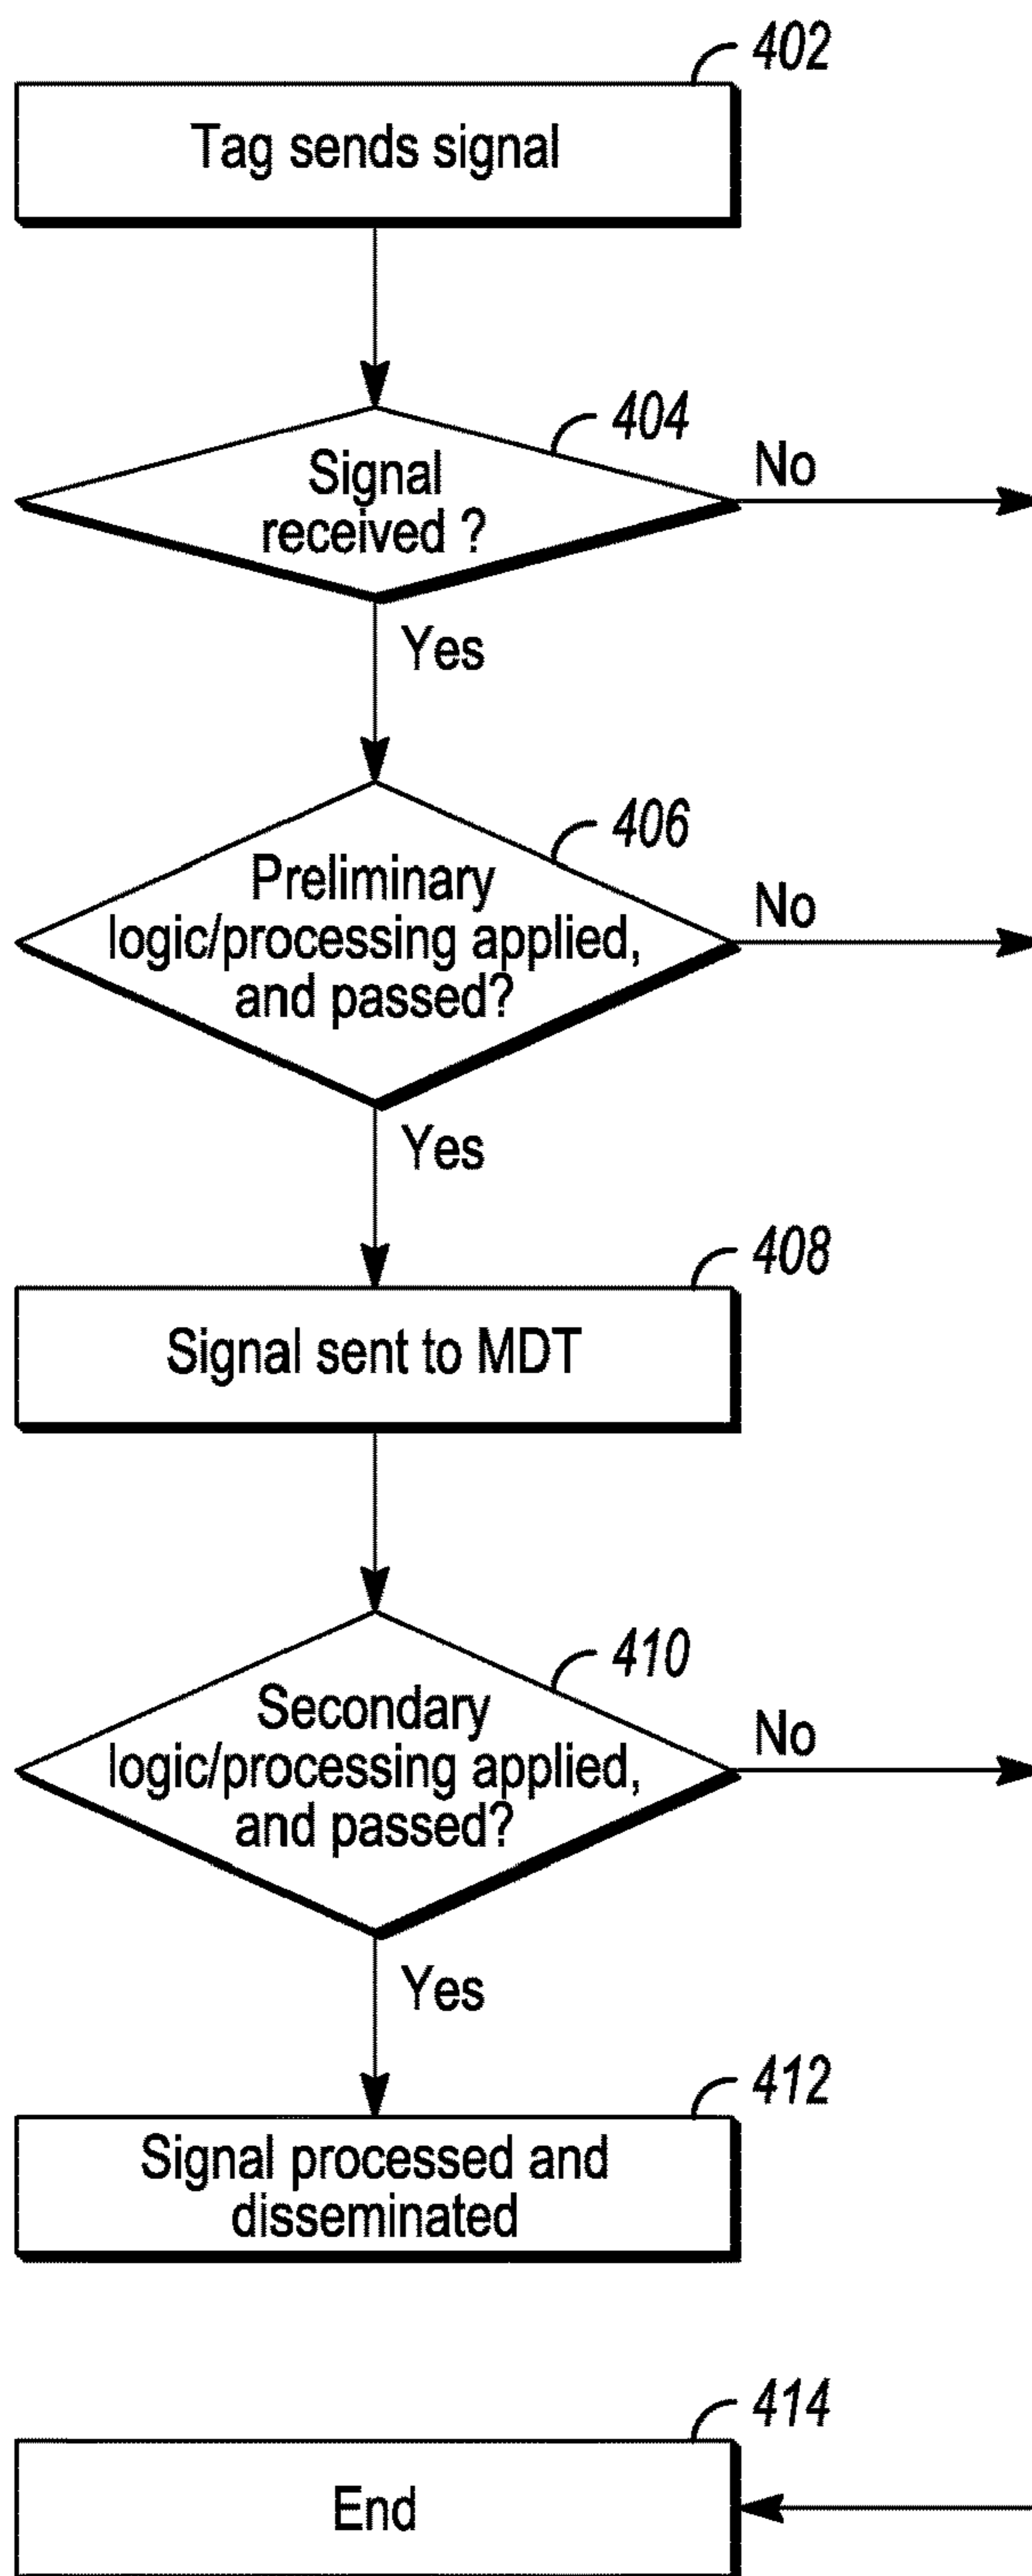 402
Tag sends signal
404
Signal
received ?
No
Yes
406
Preliminary
logic/processing applied,
and passed?
No
Yes
408
Signal sent to MDT
410
Secondary
logic/processing applied,
and passed?
No
Yes
412
Signal processed and
disseminated
414
End